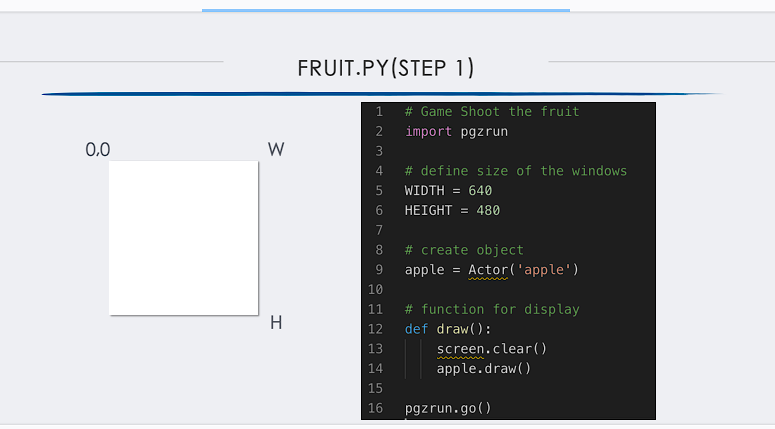 FRUIT.PY(STEP 1)
0,0
W
H
1 # Game Shoot the fruit
2 import pgzrun
3
4 # define size of the windows
5 WIDTH = 640
6 HEIGHT = 480
7
8 # create object
9 apple = Actor('apple')
10
11 # function for display
12 def draw():
13 screen.clear()
14 apple.draw()
15
16 pgzrun.go()